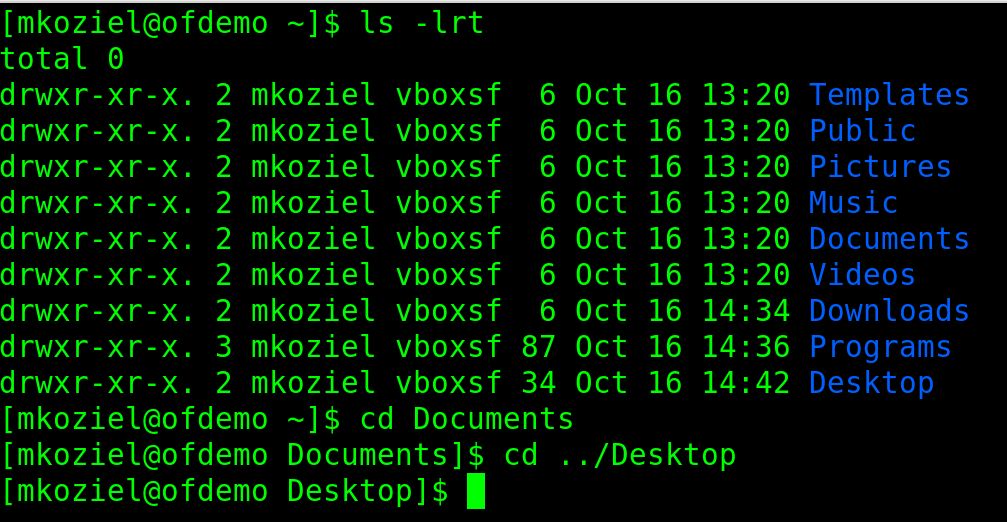 [mkoziel@ofdemo ~]$ ls -lrt
total 0
drwxr-xr-x. 2 mkoziel vboxsf  6 Oct 16 13:20 Templates
drwxr-xr-x. 2 mkoziel vboxsf  6 Oct 16 13:20 Public
drwxr-xr-x. 2 mkoziel vboxsf  6 Oct 16 13:20 Pictures
drwxr-xr-x. 2 mkoziel vboxsf  6 Oct 16 13:20 Music
drwxr-xr-x. 2 mkoziel vboxsf  6 Oct 16 13:20 Documents
drwxr-xr-x. 2 mkoziel vboxsf  6 Oct 16 13:20 Videos
drwxr-xr-x. 2 mkoziel vboxsf  6 Oct 16 14:34 Downloads
drwxr-xr-x. 3 mkoziel vboxsf 87 Oct 16 14:36 Programs
drwxr-xr-x. 2 mkoziel vboxsf 34 Oct 16 14:42 Desktop
[mkoziel@ofdemo ~]$ cd Documents
[mkoziel@ofdemo Documents]$ cd ../Desktop
[mkoziel@ofdemo Desktop]$